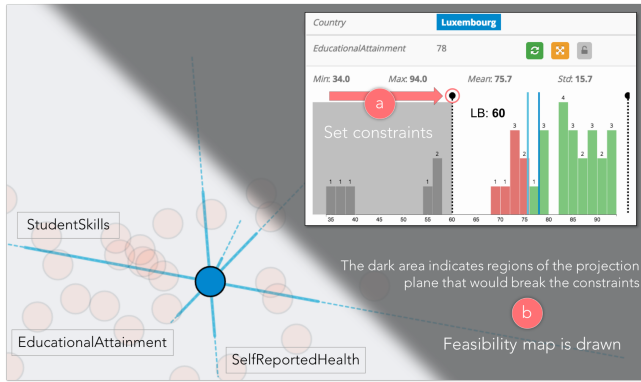 Country Luxembourg
EducationalAttainment 78
Min: 34.0 Max: 94.0 Mean: 75.7 Std: 15.7
a
LB: 60
Set constraints
1 1 1 1 2 1 1 3 2 1 3 4 3 2 3 2 3
35 40 45 50 55 60 65 70 75 80 85 90
StudentSkills
The dark area indicates regions of the projection
plane that would break the constraints
b
EducationalAttainment
Feasibility map is drawn
SelfReportedHealth